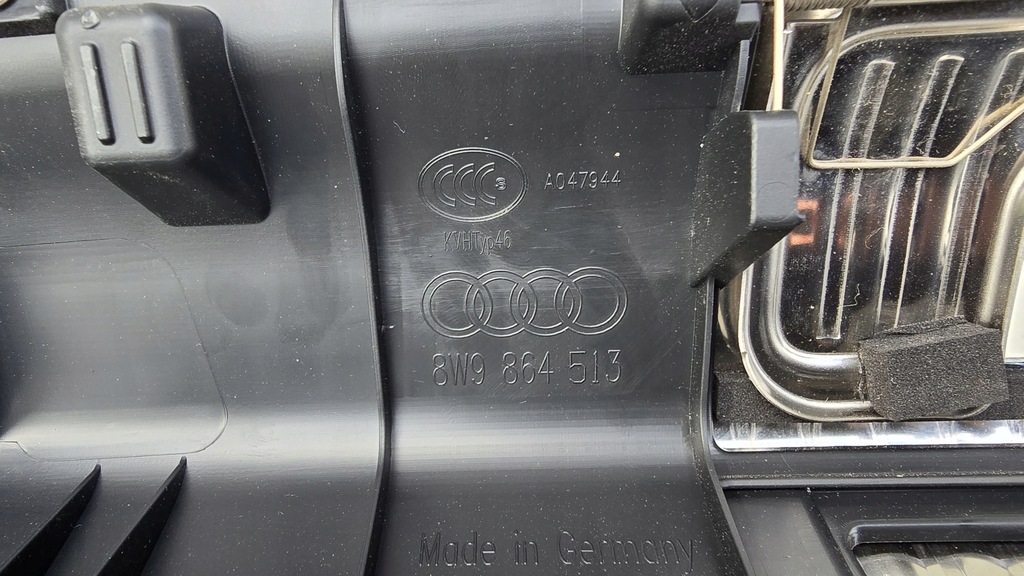 CCC S A047944
KVHTyp46
8W9 864 513
Made in Germany